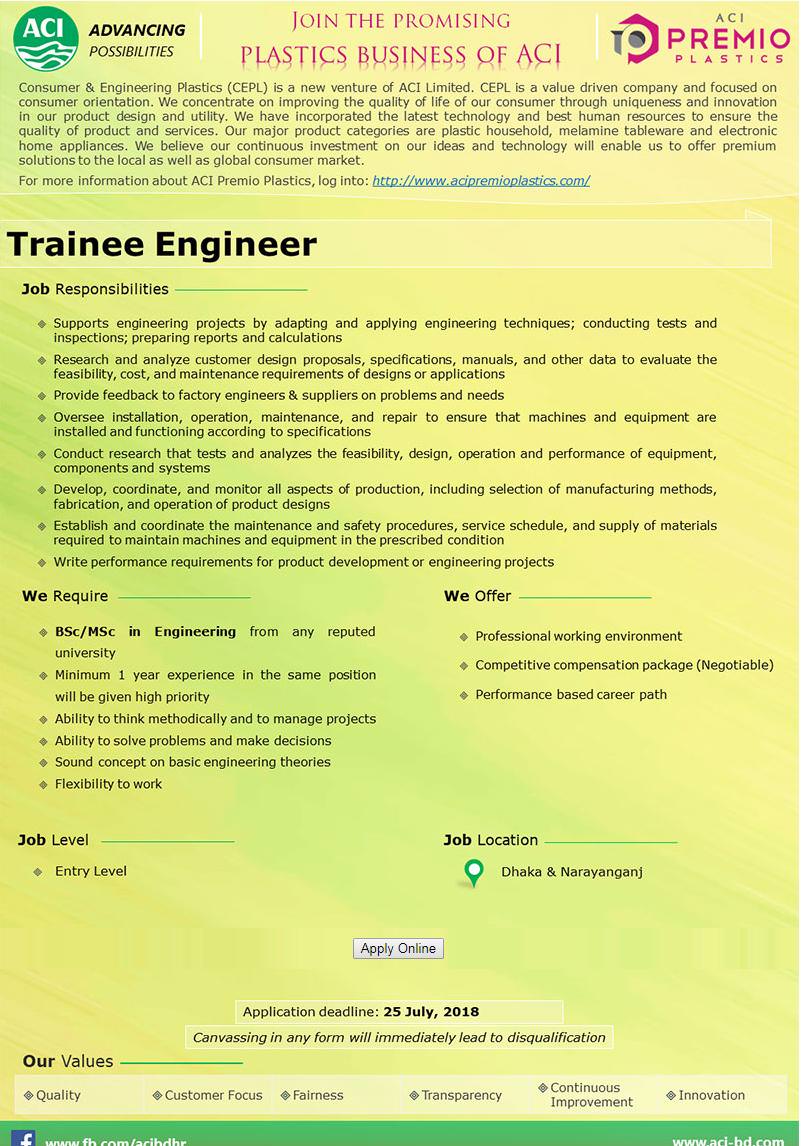 ACI
ADVANCING
POSSIBILITIES
JOIN THE PROMISING
PLASTICS BUSINESS OF ACI
ACI
PREMIO
PLASTICS
Consumer & Engineering Plastics (CEPL) is a new venture of ACI Limited. CEPL is a value driven company and focused on
consumer orientation. We concentrate on improving the quality of life of our consumer through uniqueness and innovation
in our product design and utility. We have incorporated the latest technology and best human resources to ensure the
quality of product and services. Our major product categories are plastic household, melamine tableware and electronic
home appliances. We believe our continuous investment on our ideas and technology will enable us to offer premium
solutions to the local as well as global consumer market.
For more information about ACI Premio Plastics, log into: http://www.acipremioplastics.com/
Trainee Engineer
Job Responsibilities
Supports engineering projects by adapting and applying engineering techniques; conducting tests and
inspections; preparing reports and calculations
Research and analyze customer design proposals, specifications, manuals, and other data to evaluate the
feasibility, cost, and maintenance requirements of designs or applications
Provide feedback to factory engineers & suppliers on problems and needs
Oversee installation, operation, maintenance, and repair to ensure that machines and equipment are
installed and functioning according to specifications
Conduct research that tests and analyzes the feasibility, design, operation and performance of equipment,
components and systems
Develop, coordinate, and monitor all aspects of production, including selection of manufacturing methods,
fabrication, and operation of product designs
Establish and coordinate the maintenance and safety procedures, service schedule, and supply of materials
required to maintain machines and equipment in the prescribed condition
Write performance requirements for product development or engineering projects
We Require
BSc/MSc in Engineering from any reputed
university
Minimum 1 year experience in the same position
will be given high priority
Ability to think methodically and to manage projects
Ability to solve problems and make decisions
Sound concept on basic engineering theories
Flexibility to work
We Offer
Professional working environment
Competitive compensation package (Negotiable)
Performance based career path
Job Level
Entry Level
Job Location
Dhaka & Narayanganj
Apply Online
Application deadline: 25 July, 2018
Canvassing in any form will immediately lead to disqualification
Our Values
Quality
Customer Focus
Fairness
Transparency
Continuous
Improvement
Innovation
www.fb.com/acibdhr
www.aci-bd.com